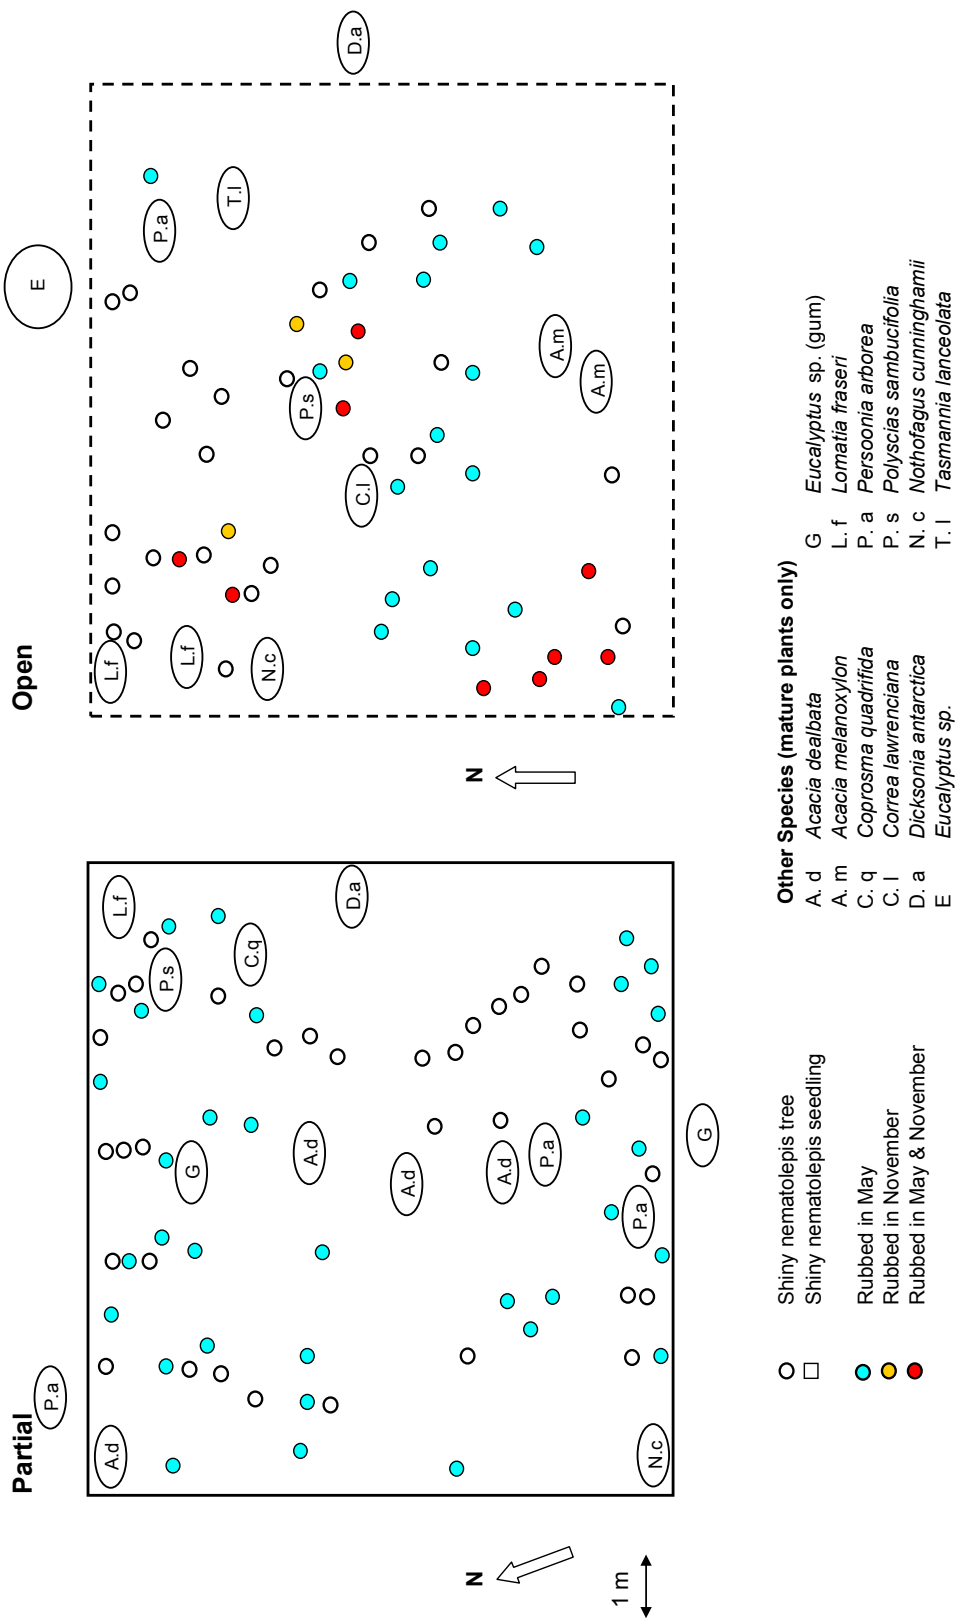 Partial
P.a
A.d
L.f
P.s
C.q
G
A.d
D.a
A.d
A.d
P.a
P.a
N.c
G
N
1 m
Open
E
D.a
P.a
T.l
L.f
L.f
N.c
P.s
C.l
A.m
A.m
N
Shiny nematolepis tree
Shiny nematolepis seedling
Rubbed in May
Rubbed in November
Rubbed in May & November
Other Species (mature plants only)
A. d Acacia dealbata
A. m Acacia melanoxylon
C. q Coprosma quadrifida
C. l Correa lawrenciana
D. a Dicksonia antarctica
E Eucalyptus sp.
G Eucalyptus sp. (gum)
L. f Lomatia fraseri
P. a Persoonia arborea
P. s Polyscias sambucifolia
N. c Nothofagus cunninghamii
T. l Tasmannia lanceolata